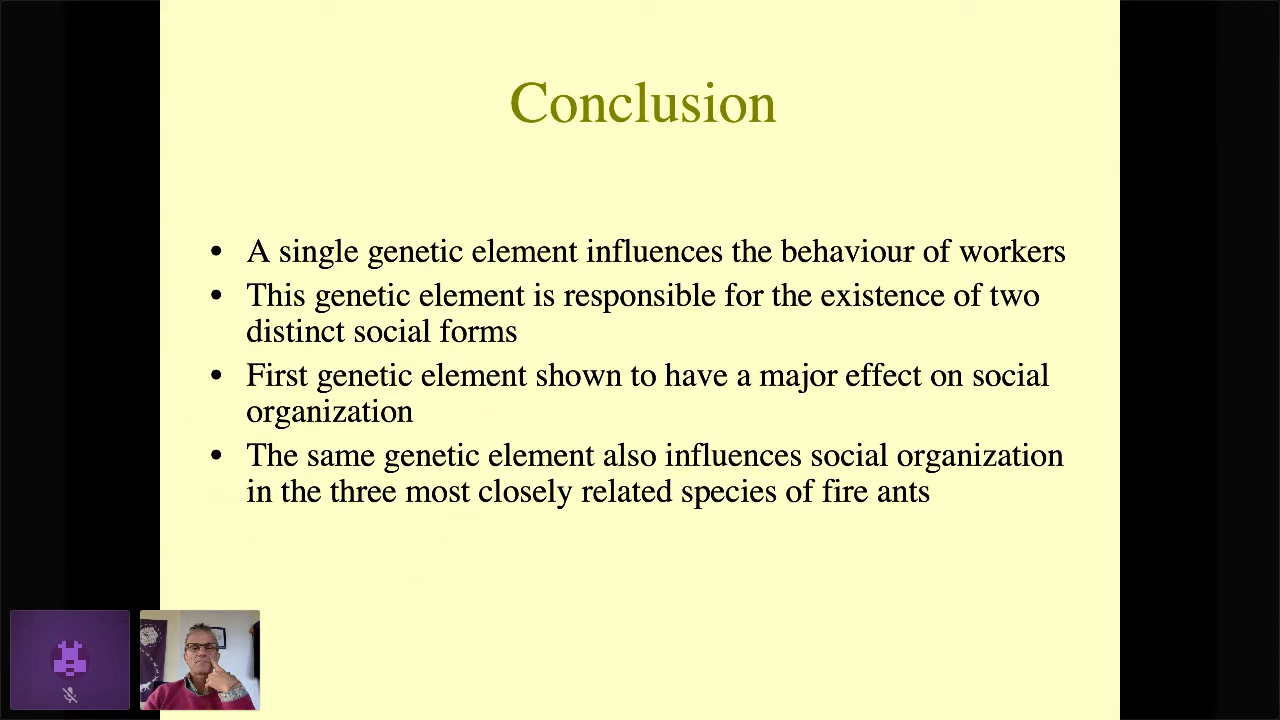 Conclusion
• A single genetic element influences the behaviour of workers
• This genetic element is responsible for the existence of two
distinct social forms
• First genetic element shown to have a major effect on social
organization
• The same genetic element also influences social organization
in the three most closely related species of fire ants